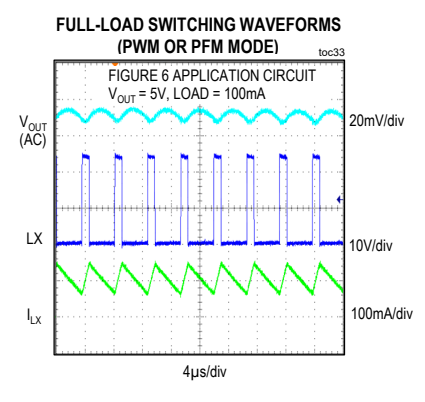 FULL-LOAD SWITCHING WAVEFORMS
(PWM OR PFM MODE)
toc33
FIGURE 6 APPLICATION CIRCUIT
VOUT = 5V, LOAD = 100mA
VOUT
(AC)
20mV/div
LX
10V/div
ILX
100mA/div
4µs/div